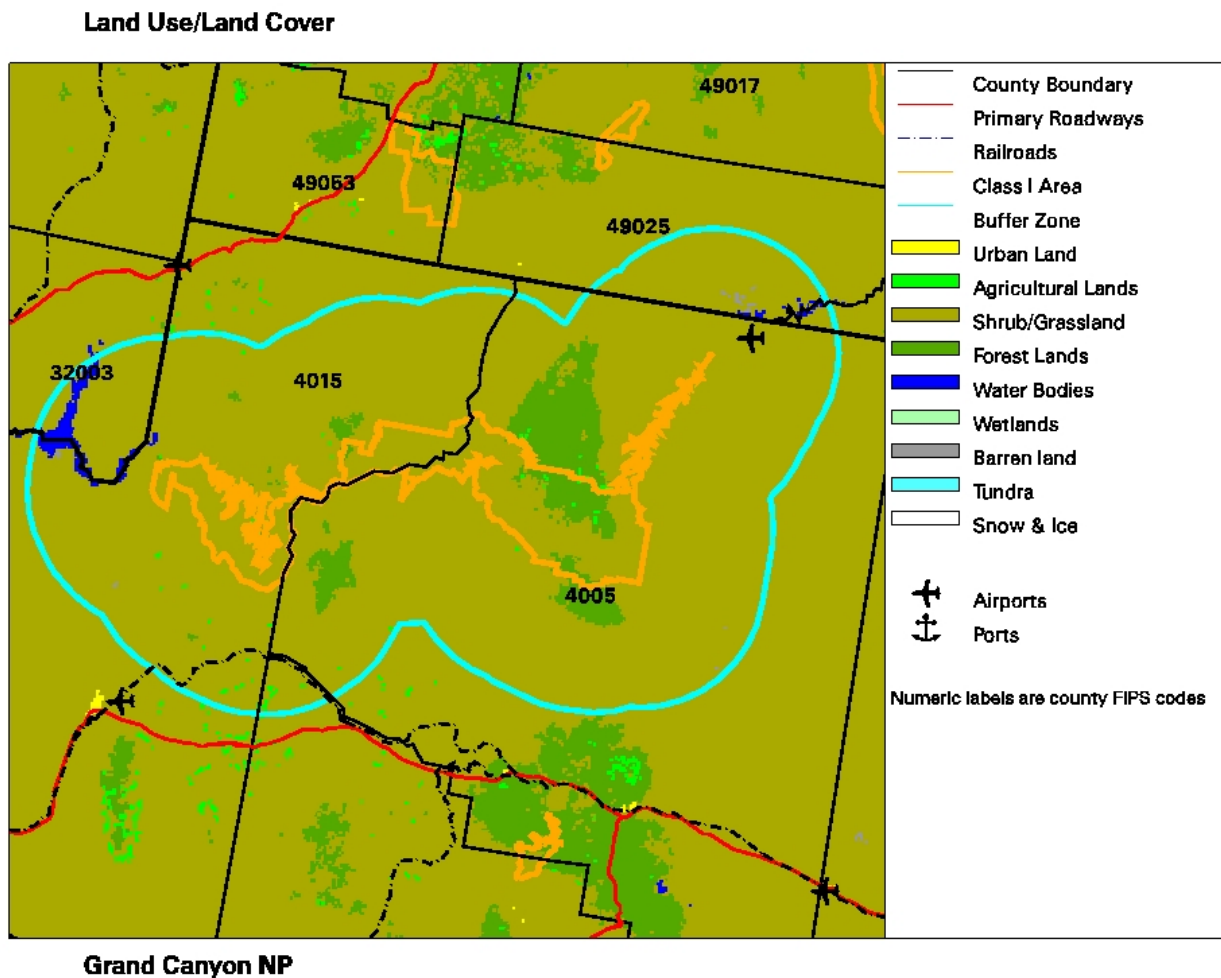 Land Use/Land Cover
49017
49053
49025
32003
4015
4005
County Boundary
Primary Roadways
Railroads
Class I Area
Buffer Zone
Urban Land
Agricultural Lands
Shrub/Grassland
Forest Lands
Water Bodies
Wetlands
Barren land
Tundra
Snow & Ice
Airports
Ports
Numeric labels are county FIPS codes
Grand Canyon NP